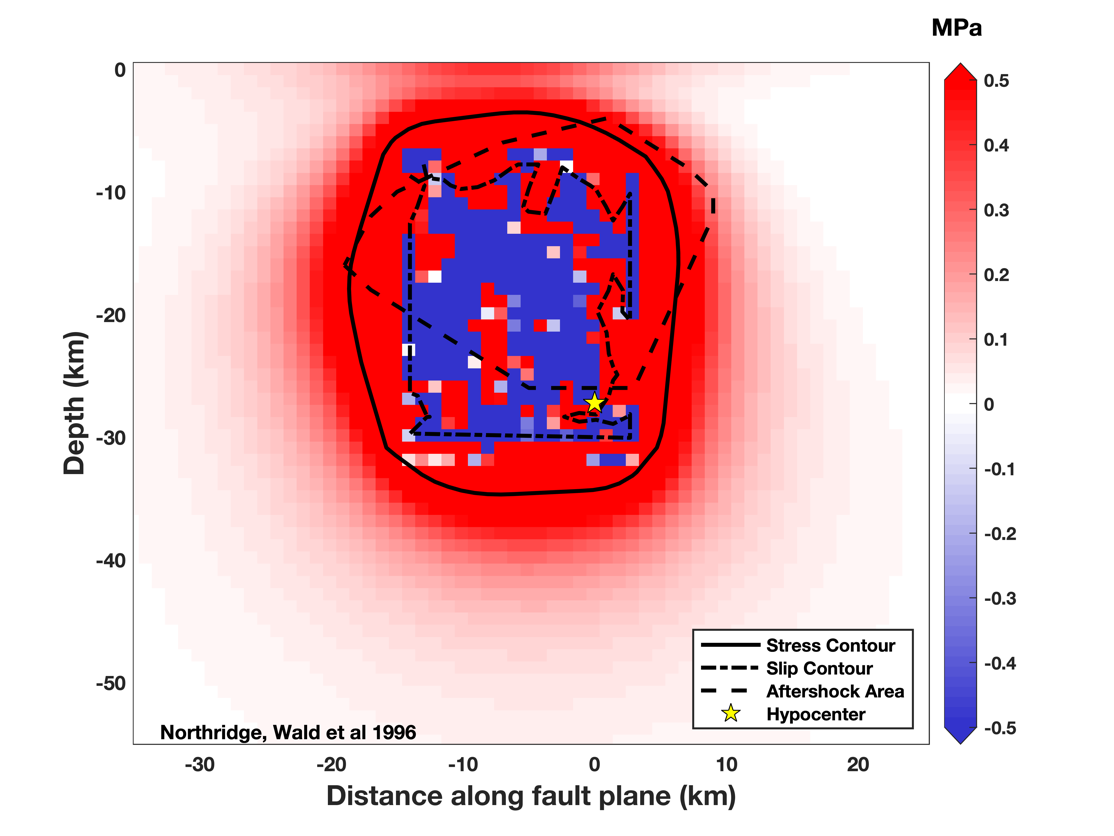 MPa
0
-10
-20
-30
-40
-50
Depth (km)
0.5
0.4
0.3
0.2
0.1
0
-0.1
-0.2
-0.3
-0.4
-0.5
Stress Contour
Slip Contour
Aftershock Area
Hypocenter
Northridge, Wald et al 1996
-30 -20 -10 0 10 20
Distance along fault plane (km)